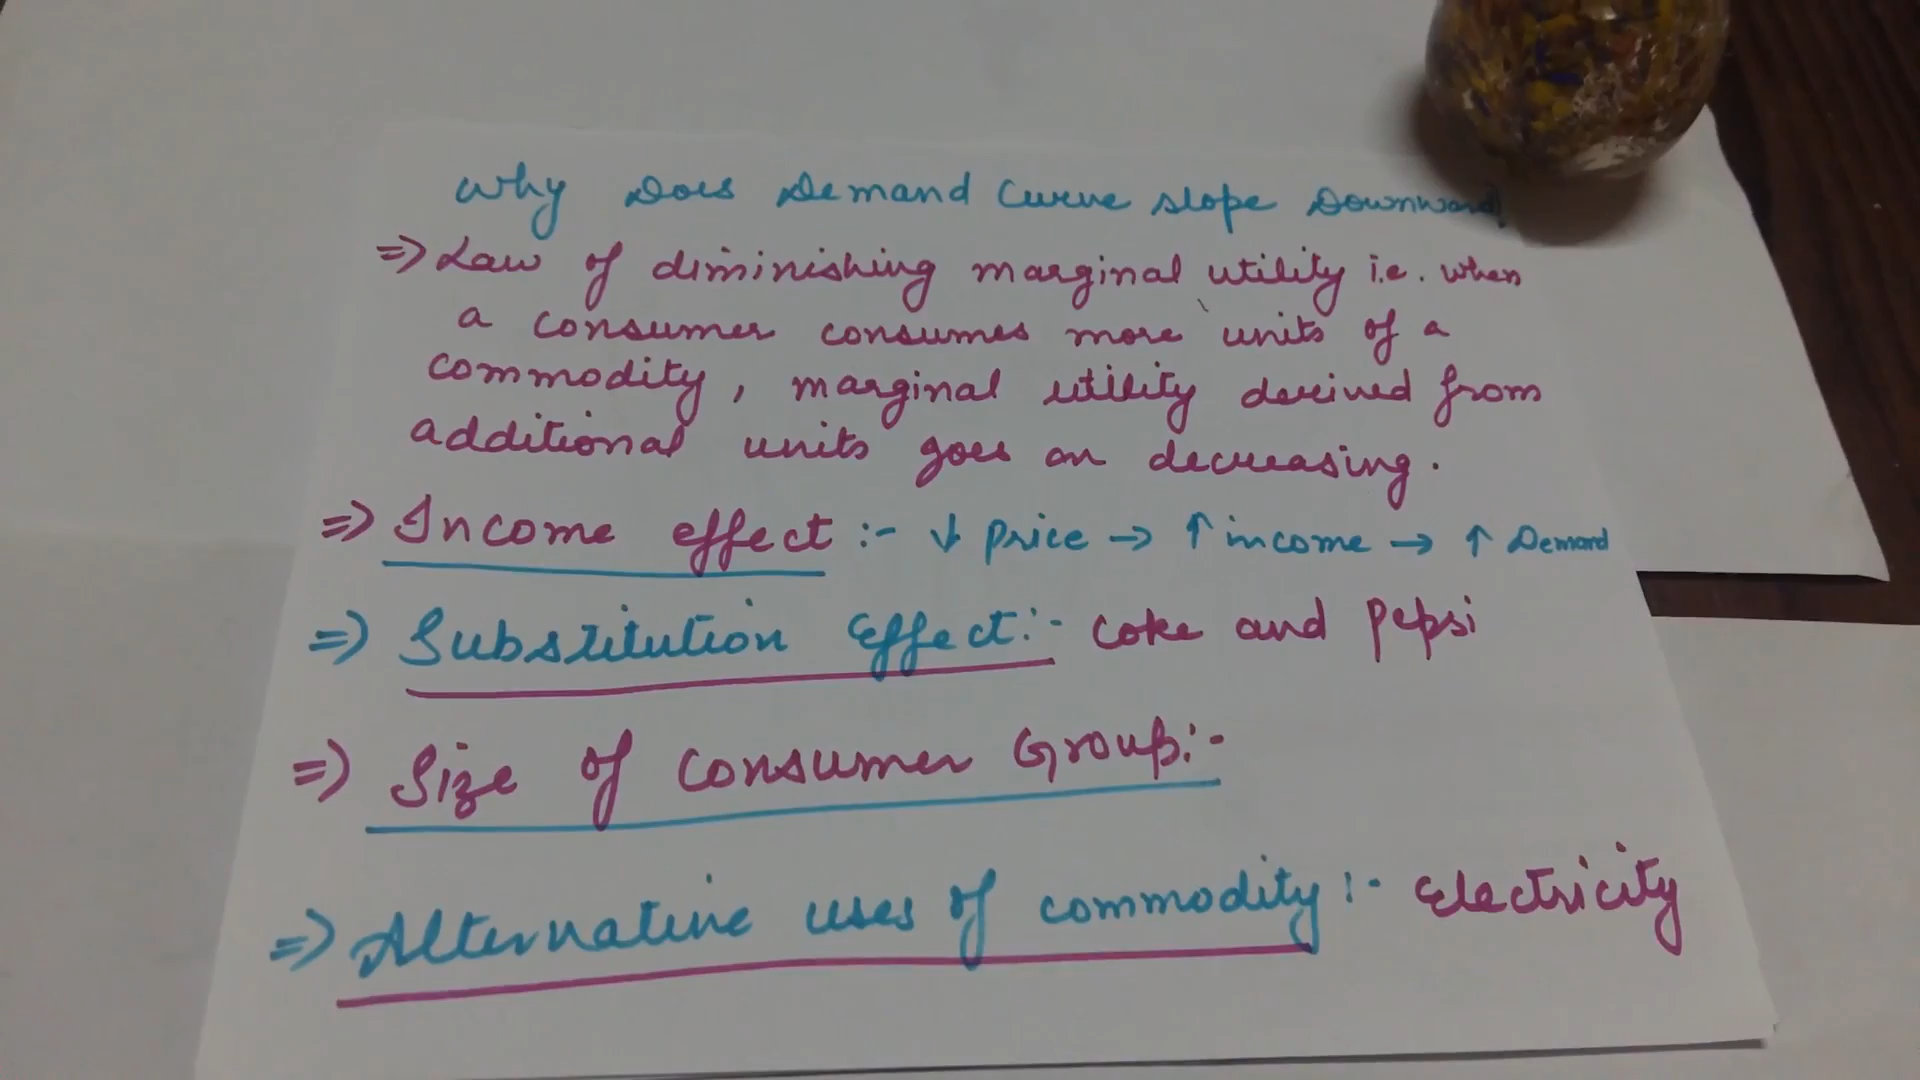 Why Does Demand Curve slope Downward
=> Law of diminishing marginal utility i.e. when
a consumer consumes more units of a
commodity, marginal utility derived from
additional units goes on decreasing.
=> Income effect :- ↓ price → ↑ income → ↑ Demand
=> Substitution Effect :- Coke and Pepsi
=> Size of Consumer Group :-
=> Alternative uses of commodity :- Electricity